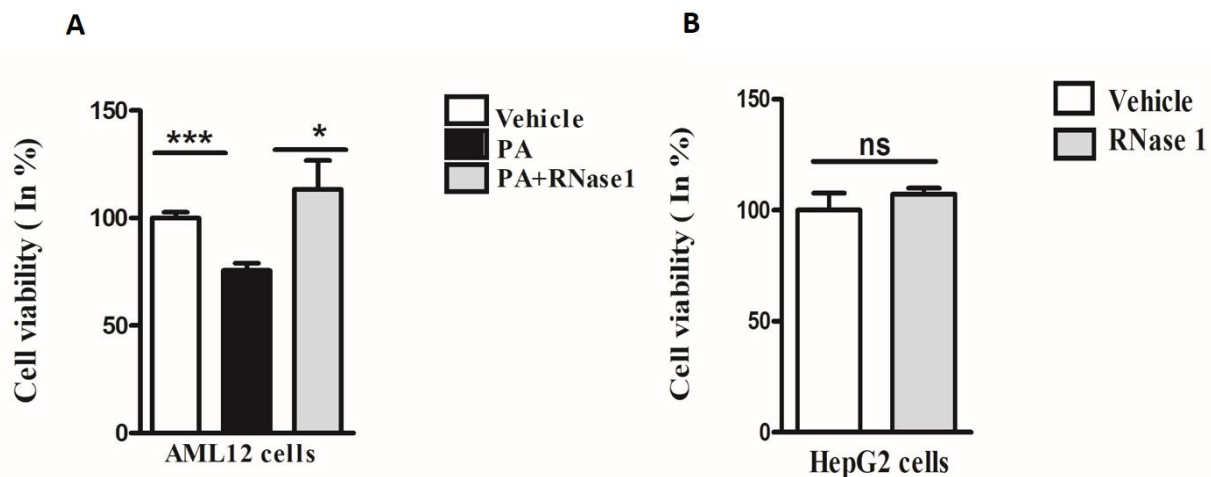 A
Cell viability ( In %)
150
100
50
0
***
*
Vehicle
PA
PA+RNase1
AML12 cells
B
Cell viability ( In %)
150
100
50
0
ns
Vehicle
RNase 1
HepG2 cells